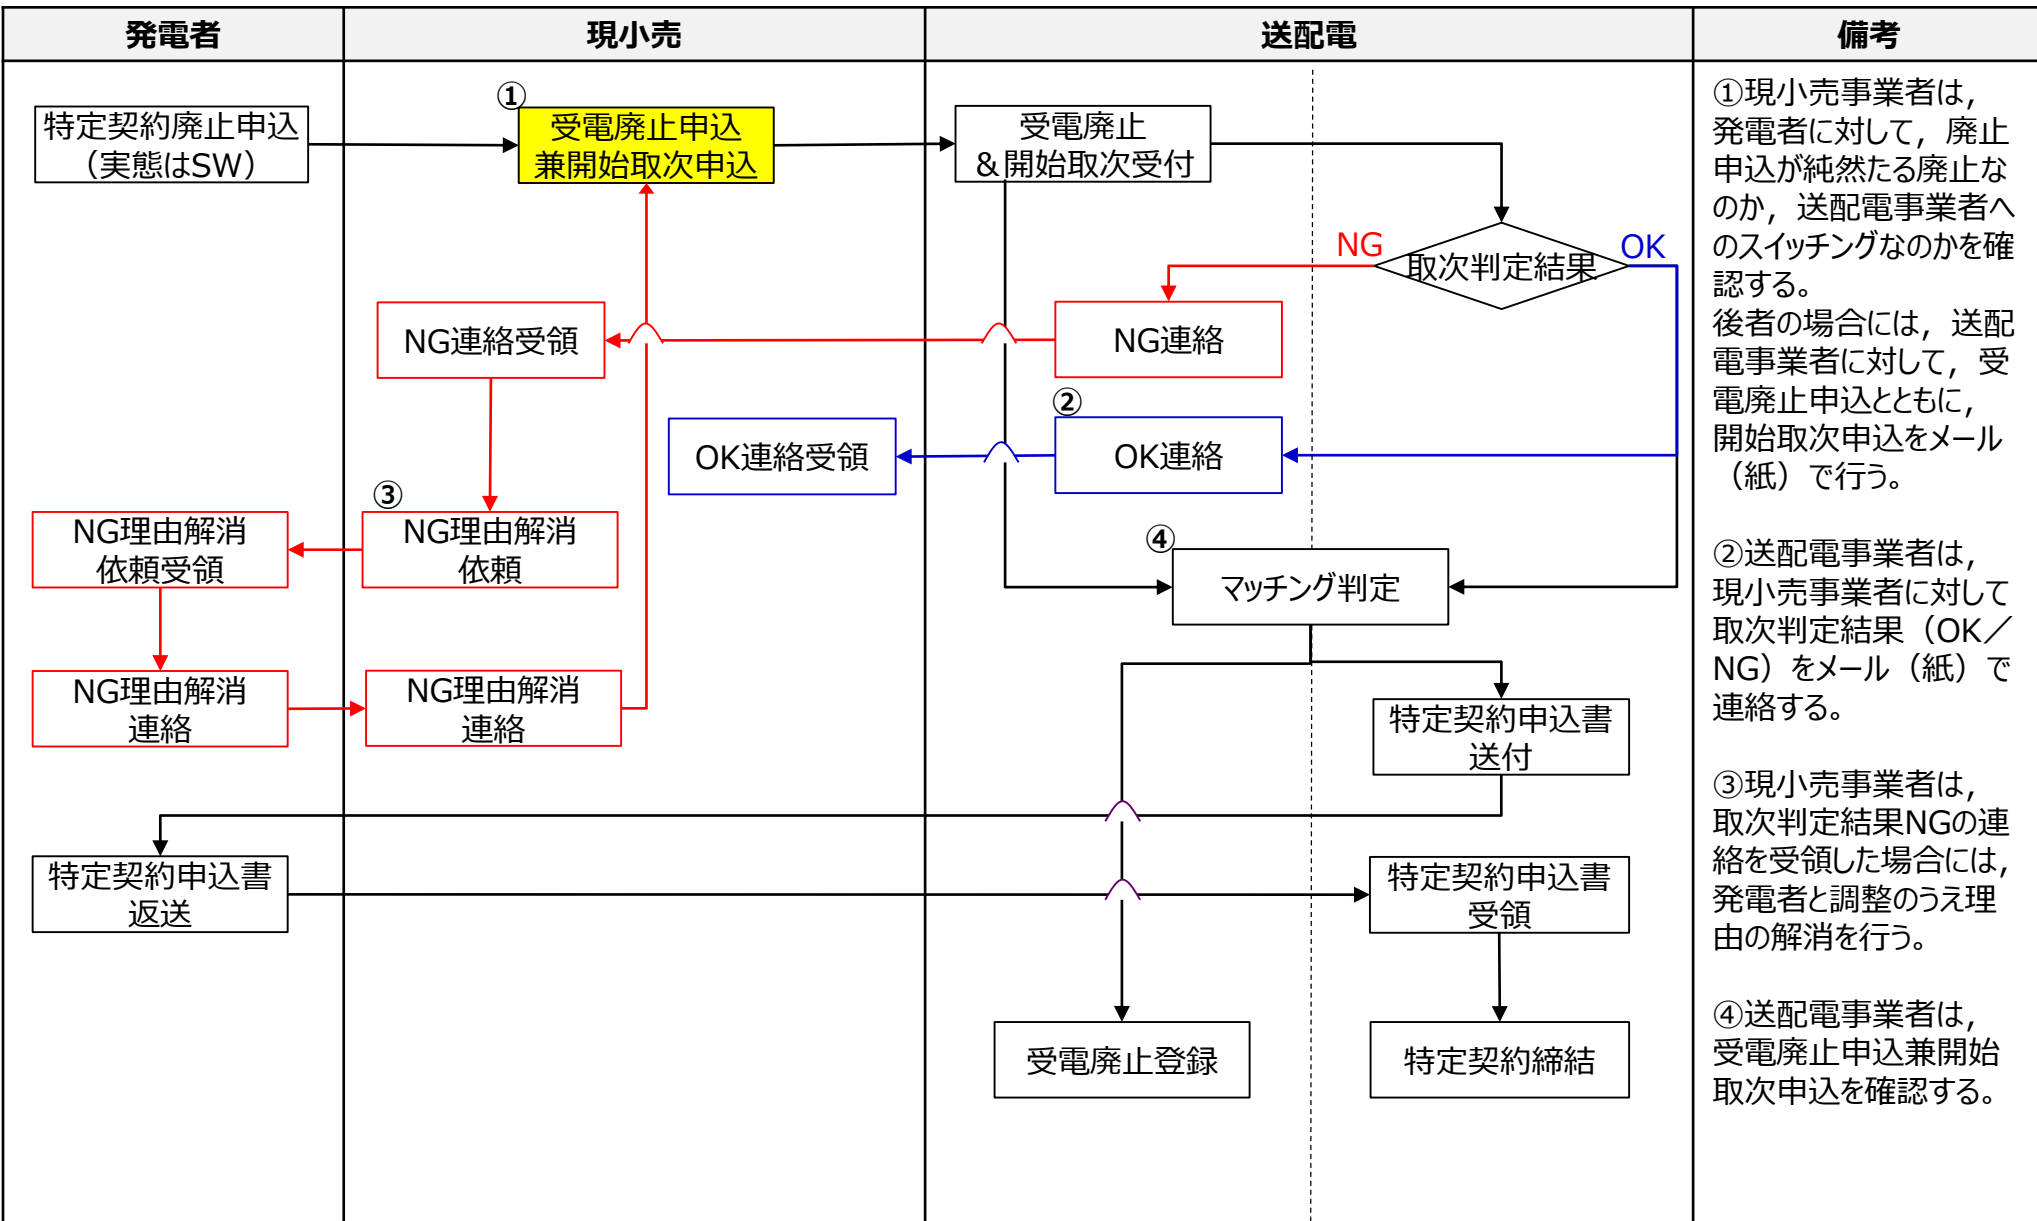 発電者
現小売
送配電
備考
特定契約廃止申込
（実態はSW）
①
受電廃止申込
兼開始取次申込
受電廃止
＆開始取次受付
NG
取次判定結果
OK
NG連絡受領
NG連絡
②
OK連絡受領
OK連絡
③
NG理由解消
依頼受領
NG理由解消
依頼
④
マッチング判定
NG理由解消
連絡
NG理由解消
連絡
特定契約申込書
送付
特定契約申込書
返送
特定契約申込書
受領
受電廃止登録
特定契約締結
①現小売事業者は，
発電者に対して，廃止
申込が純然たる廃止な
のか，送配電事業者へ
のスイッチングなのかを確
認する。
後者の場合には，送配
電事業者に対して，受
電廃止申込とともに，
開始取次申込をメール
（紙）で行う。
②送配電事業者は，
現小売事業者に対して
取次判定結果（OK／
NG）をメール（紙）で
連絡する。
③現小売事業者は，
取次判定結果NGの連
絡を受領した場合には，
発電者と調整のうえ理
由の解消を行う。
④送配電事業者は，
受電廃止申込兼開始
取次申込を確認する。